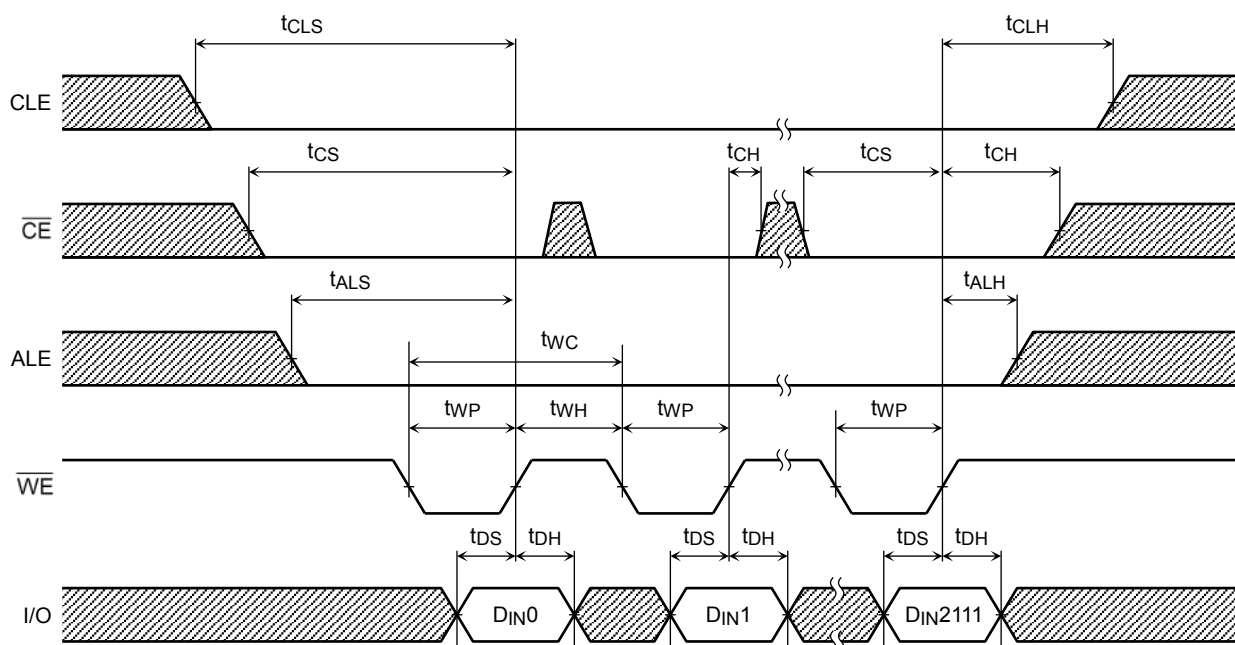 tCLS tCLH
CLE
tCS tCH tCS tCH
CE
tALS tALH
tWC
ALE
tWP tWH tWP tWP
WE
tDS tDH tDS tDH tDS tDH
I/O DIN0 DIN1 DIN2111